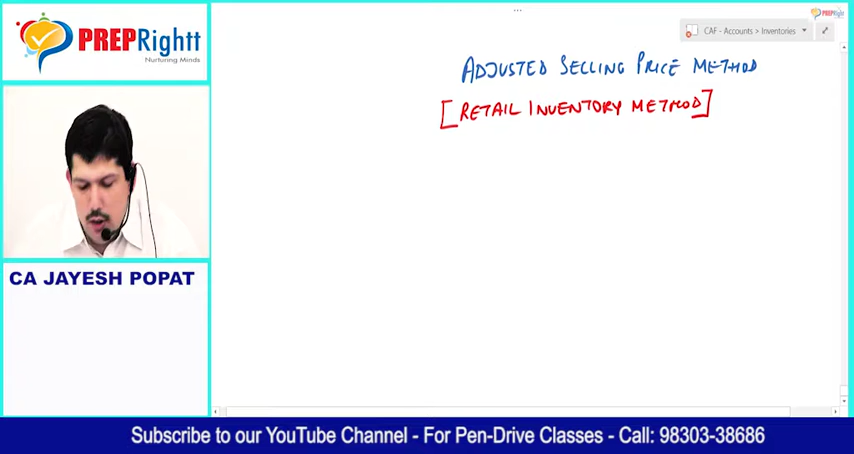 PREPRightt
Nurturing Minds
CA JAYESH POPAT
CAF - Accounts > Inventories
PREPRightt
ADJUSTED SELLING PRICE METHOD
[RETAIL INVENTORY METHOD]
Subscribe to our YouTube Channel - For Pen-Drive Classes - Call: 98303-38686